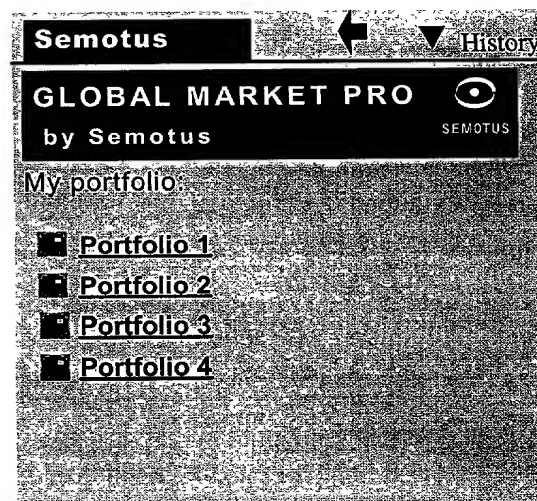 Semotus
History
GLOBAL MARKET PRO
by Semotus
SEMOTUS
My portfolio:
Portfolio 1
Portfolio 2
Portfolio 3
Portfolio 4